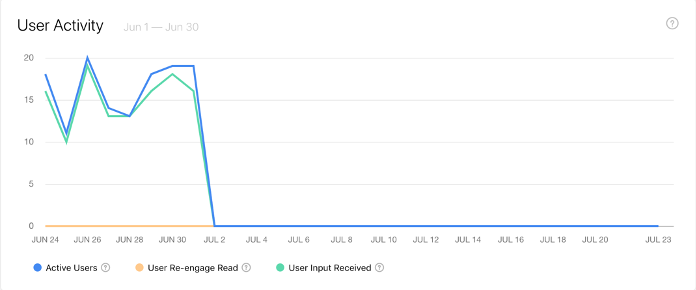 User Activity Jun 1 — Jun 30 ?
20
15
10
5
0
JUN 24 JUN 26 JUN 28 JUN 30 JUL 2 JUL 4 JUL 6 JUL 8 JUL 10 JUL 12 JUL 14 JUL 16 JUL 18 JUL 20 JUL 23
Active Users ? User Re-engage Read ? User Input Received ?